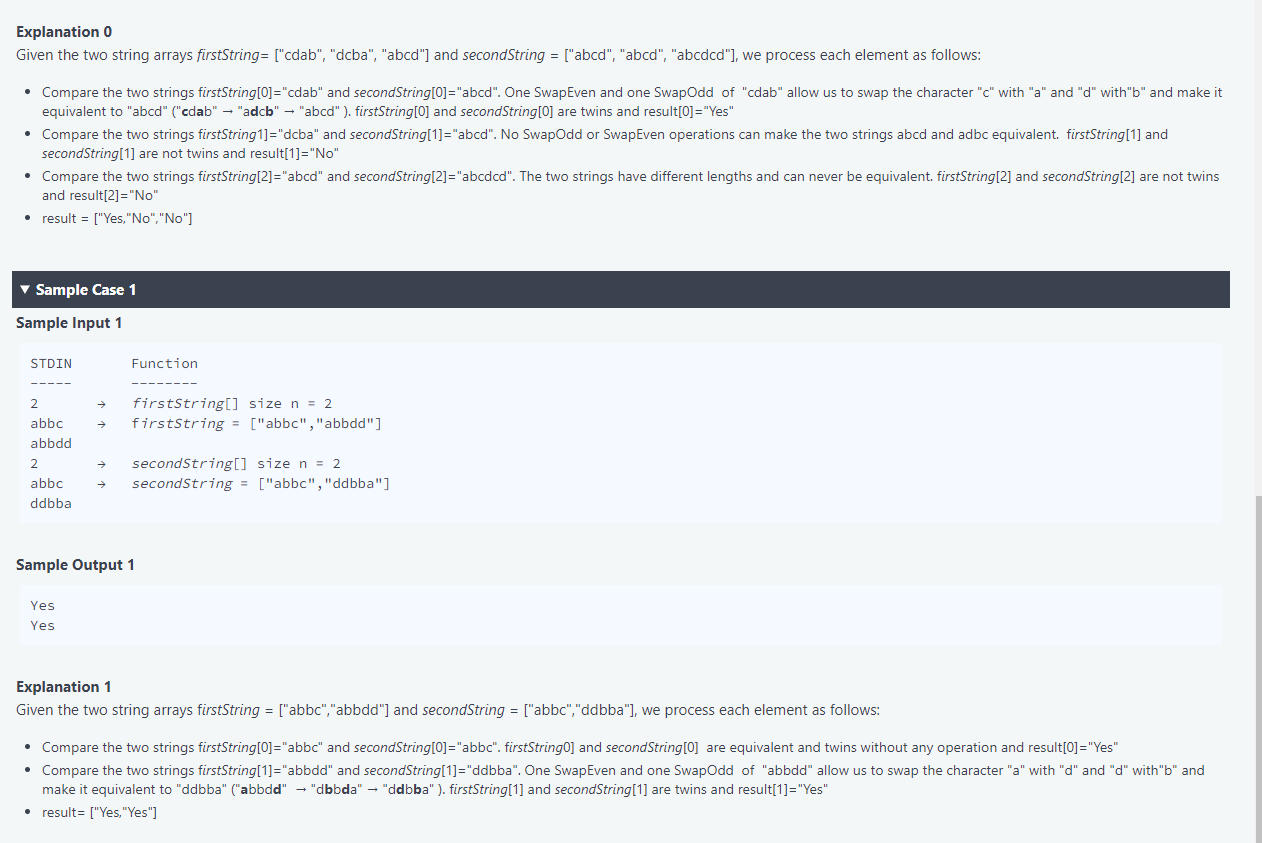 Explanation 0
Given the two string arrays firstString= ["cdab", "dcba", "abcd"] and secondString = ["abcd", "abcd", "abcdcd"], we process each element as follows:
• Compare the two strings firstString[0]="cdab" and secondString[0]="abcd". One SwapEven and one SwapOdd of "cdab" allow us to swap the character "c" with "a" and "d" with"b" and make it
equivalent to "abcd" ("cdab" → "adcb" → "abcd" ). firstString[0] and secondString[0] are twins and result[0]="Yes"
• Compare the two strings firstString1]="dcba" and secondString[1]="abcd". No SwapOdd or SwapEven operations can make the two strings abcd and adbc equivalent. firstString[1] and
secondString[1] are not twins and result[1]="No"
• Compare the two strings firstString[2]="abcd" and secondString[2]="abcdcd". The two strings have different lengths and can never be equivalent. firstString[2] and secondString[2] are not twins
and result[2]="No"
• result = ["Yes,"No","No"]
▼ Sample Case 1
Sample Input 1
STDIN Function
----- --------
2 → firstString[] size n = 2
abbc → firstString = ["abbc","abbdd"]
abbdd
2 → secondString[] size n = 2
abbc → secondString = ["abbc","ddbba"]
ddbba
Sample Output 1
Yes
Yes
Explanation 1
Given the two string arrays firstString = ["abbc","abbdd"] and secondString = ["abbc","ddbba"], we process each element as follows:
• Compare the two strings firstString[0]="abbc" and secondString[0]="abbc". firstString0] and secondString[0] are equivalent and twins without any operation and result[0]="Yes"
• Compare the two strings firstString[1]="abbdd" and secondString[1]="ddbba". One SwapEven and one SwapOdd of "abbdd" allow us to swap the character "a" with "d" and "d" with"b" and
make it equivalent to "ddbba" ("abbdd" → "dbbda" → "ddbba" ). firstString[1] and secondString[1] are twins and result[1]="Yes"
• result= ["Yes,"Yes"]